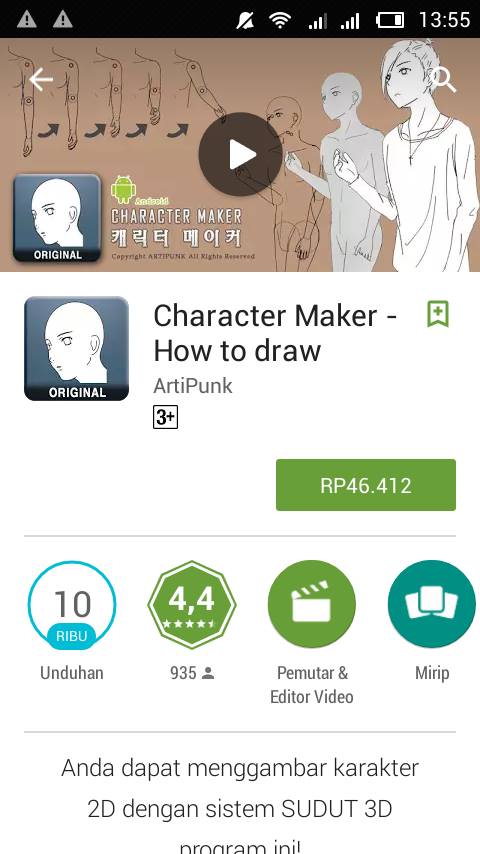 13:55
Android
CHARACTER MAKER
캐릭터 메이커
Copyright ARTIPUNK All Rights Reserved
ORIGINAL
ORIGINAL
Character Maker -
How to draw
ArtiPunk
3+
RP46.412
10
RIBU
4,4
Unduhan
935
Pemutar &
Editor Video
Mirip
Anda dapat menggambar karakter
2D dengan sistem SUDUT 3D
program ini!